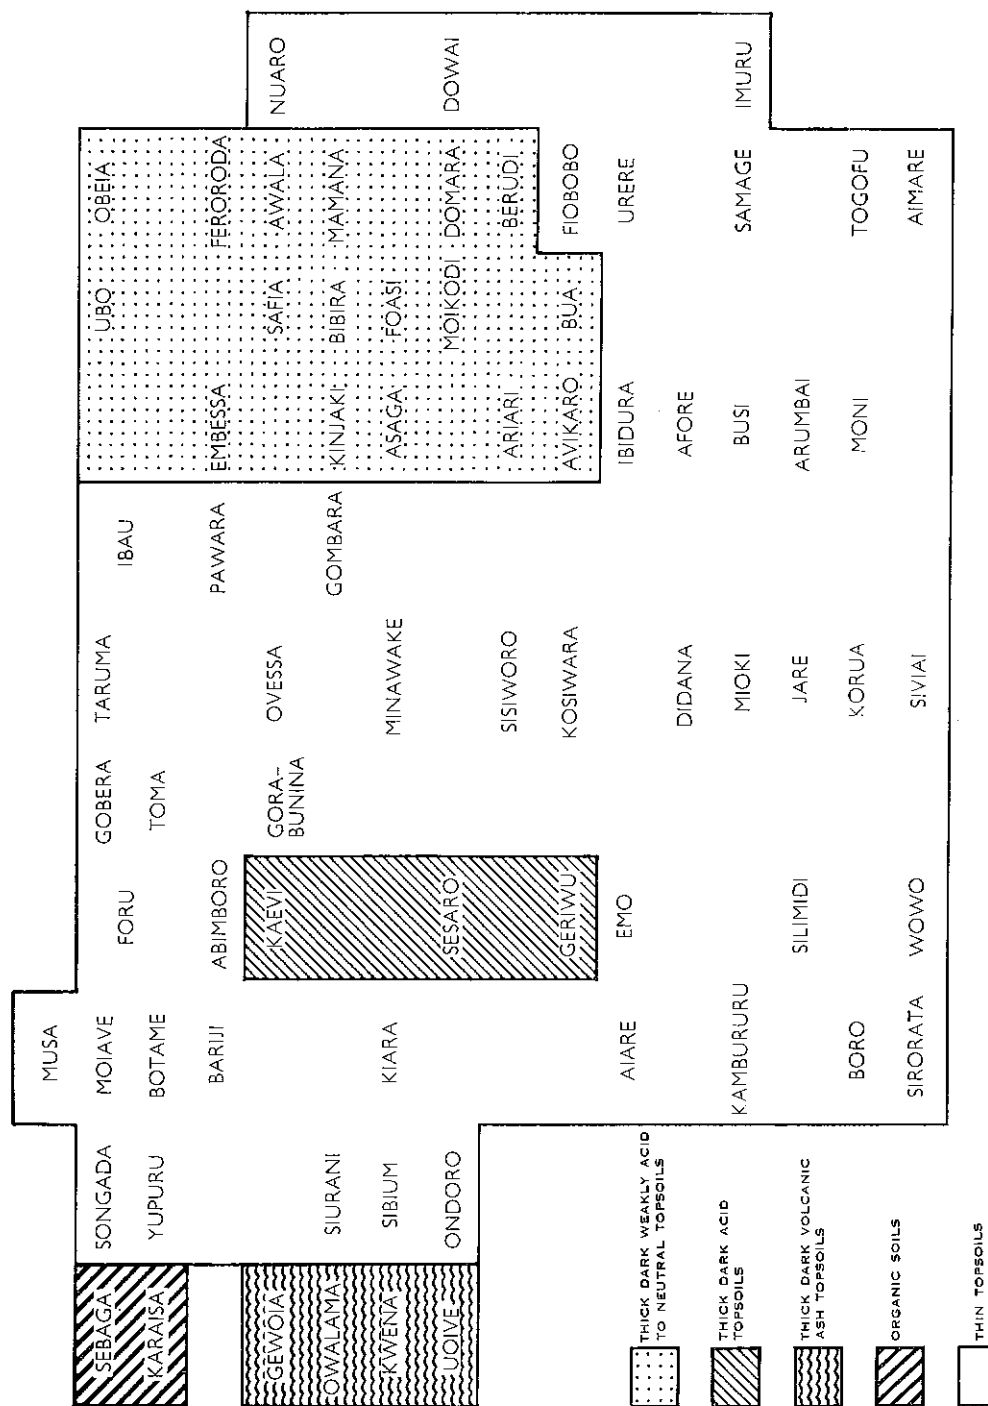 MUSA
SEBAGA SONGADA MOIAVE GOBERA TARUMA UBO OBEIA
FORU IBAU
KARAISA YUPURU BOTAME TOMA
BARIJI ABIMBORO PAWARA EMBESSA FERORODA
GEWOIA KAEVI GORA– OVESSA SAFIA AWALA NUARO
BUNINA
OWALAMA SIURANI GOMBARA KINJAKI BIBIRA MAMANA
KWENA SIBIUM KIARA MINAWAKE ASAGA FOASI
UOIVE ONDORO SESARO MOIKODI DOMARA DOWAI
SISIWORO ARIARI BERUDI
GERIWU KOSIWARA AVIKARO BUA FIOBOBO
AIARE EMO IBIDURA URERE
DIDANA AFORE
KAMBURURU MIOKI BUSI SAMAGE IMURU
SILIMIDI JARE ARUMBAI
BORO KORUA MONI TOGOFU
SIRORATA WOWO SIVIAI AIMARE
THICK DARK WEAKLY ACID
TO NEUTRAL TOPSOILS
THICK DARK ACID
TOPSOILS
THICK DARK VOLCANIC
ASH TOPSOILS
ORGANIC SOILS
THIN TOPSOILS